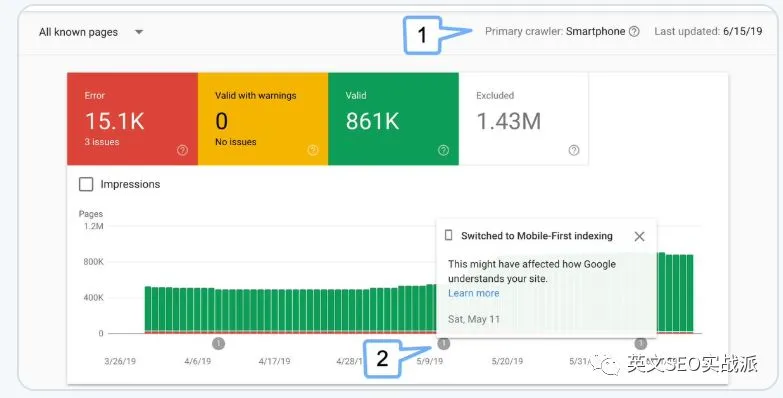 All known pages
1
Primary crawler: Smartphone
Last updated: 6/15/19
Error
15.1K
3 issues
Valid with warnings
0
No issues
Valid
861K
Excluded
1.43M
Impressions
Pages
1.2M
800K
400K
0
Switched to Mobile-First indexing
This might have affected how Google
understands your site.
Learn more
Sat, May 11
1
1
1
2
3/26/19
4/6/19
4/17/19
4/28/19
5/9/19
5/20/19
5/31/19
英文SEO实战派